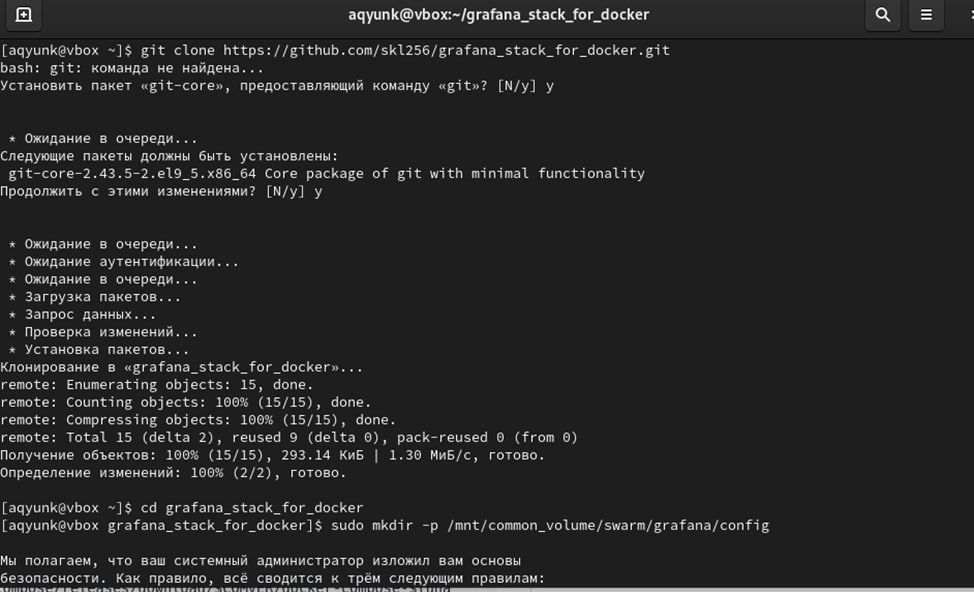 aqyunk@vbox:~/grafana_stack_for_docker
[aqyunk@vbox ~]$ git clone https://github.com/skl256/grafana_stack_for_docker.git
bash: git: команда не найдена...
Установить пакет «git-core», предоставляющий команду «git»? [N/y] y
* Ожидание в очереди...
Следующие пакеты должны быть установлены:
git-core-2.43.5-2.el9_5.x86_64 Core package of git with minimal functionality
Продолжить с этими изменениями? [N/y] y
* Ожидание в очереди...
* Ожидание аутентификации...
* Ожидание в очереди...
* Загрузка пакетов...
* Запрос данных...
* Проверка изменений...
* Установка пакетов...
Клонирование в «grafana_stack_for_docker»...
remote: Enumerating objects: 15, done.
remote: Counting objects: 100% (15/15), done.
remote: Compressing objects: 100% (15/15), done.
remote: Total 15 (delta 2), reused 9 (delta 0), pack-reused 0 (from 0)
Получение объектов: 100% (15/15), 293.14 КиБ | 1.30 МиБ/с, готово.
Определение изменений: 100% (2/2), готово.
[aqyunk@vbox ~]$ cd grafana_stack_for_docker
[aqyunk@vbox grafana_stack_for_docker]$ sudo mkdir -p /mnt/common_volume/swarm/grafana/config
Мы полагаем, что ваш системный администратор изложил вам основы
безопасности. Как правило, всё сводится к трём следующим правилам: